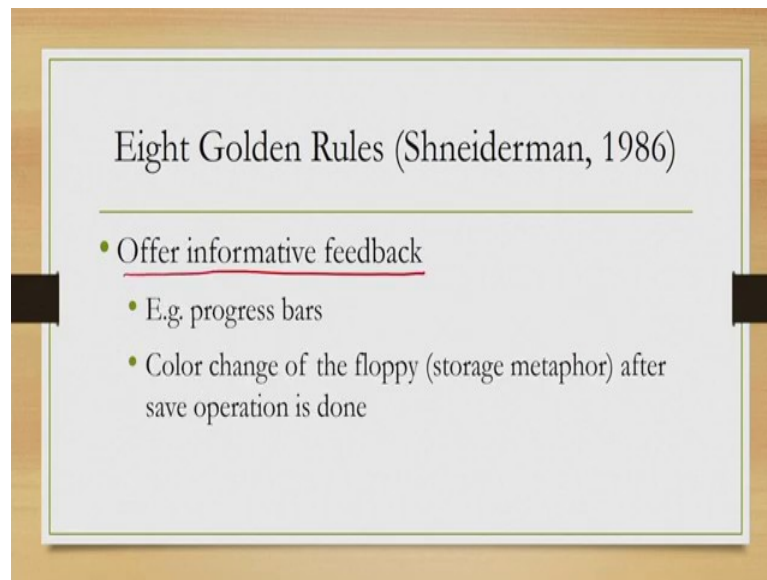 Eight Golden Rules (Shneiderman, 1986)
• Offer informative feedback
• E.g. progress bars
• Color change of the floppy (storage metaphor) after
save operation is done